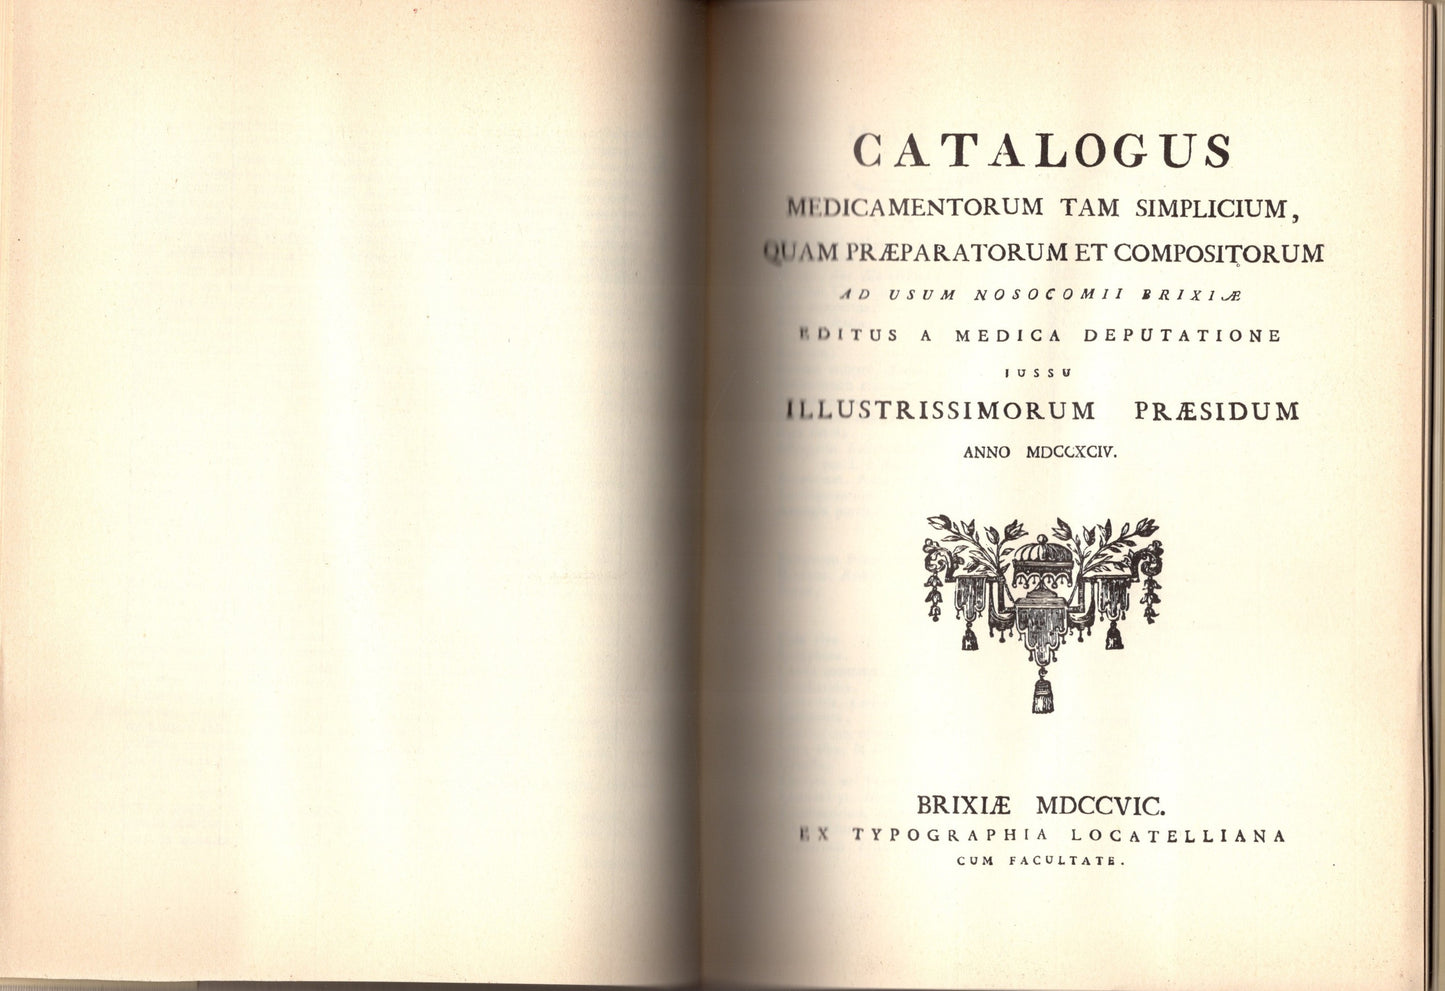 CATALOGUS
MEDICAMENTORUM TAM SIMPLICIUM,
QUAM PRÆPARATORUM ET COMPOSITORUM
AD USUM NOSOCOMII BRIXIÆ
EDITUS A MEDICA DEPUTATIONE
IUSSU
ILLUSTRISSIMORUM PRÆSIDUM
ANNO MDCCXCIV.
BRIXIÆ MDCCVIC.
EX TYPOGRAPHIA LOCATELLIANA
CUM FACULTATE.